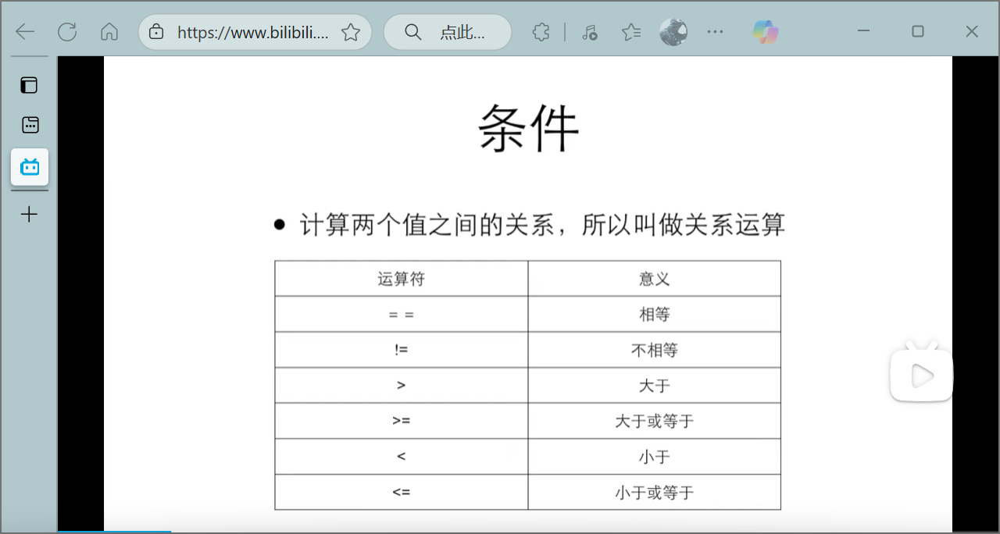 https://www.bilibili....
点此...
条件
● 计算两个值之间的关系，所以叫做关系运算
运算符 意义
= = 相等
!= 不相等
> 大于
>= 大于或等于
< 小于
<= 小于或等于